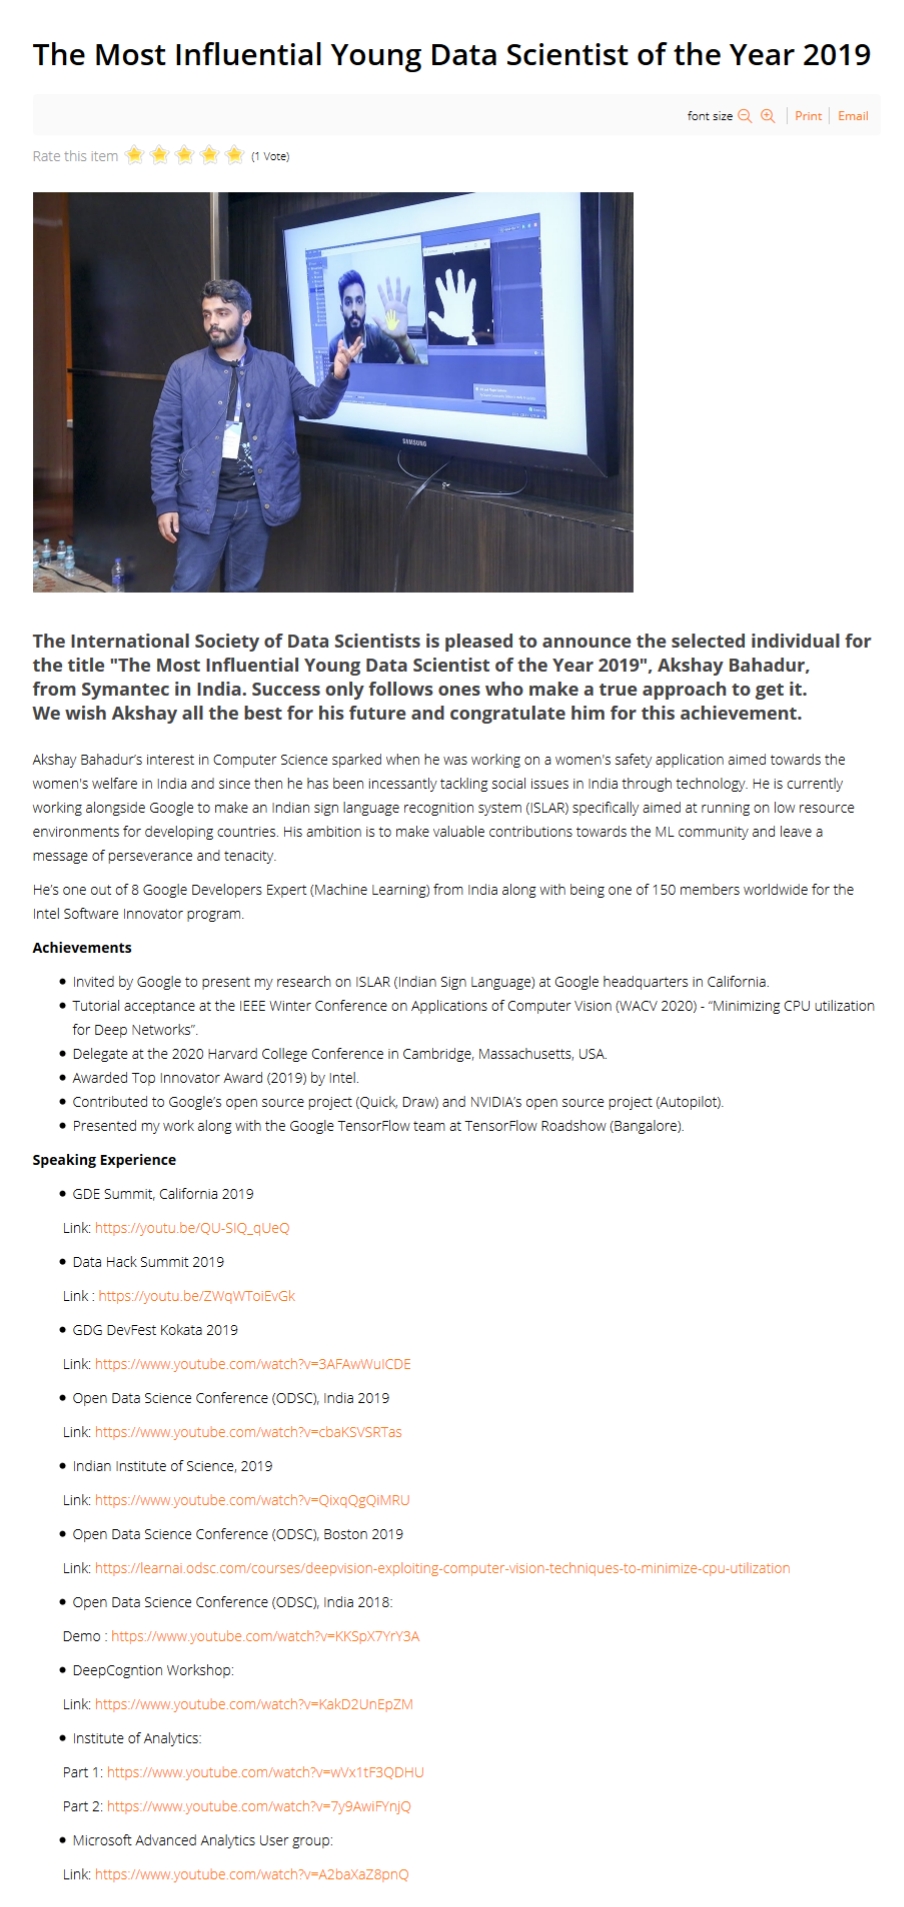 The Most Influential Young Data Scientist of the Year 2019
font size Print Email
Rate this item (1 Vote)
SAMSUNG
The International Society of Data Scientists is pleased to announce the selected individual for
the title "The Most Influential Young Data Scientist of the Year 2019", Akshay Bahadur,
from Symantec in India. Success only follows ones who make a true approach to get it.
We wish Akshay all the best for his future and congratulate him for this achievement.
Akshay Bahadur’s interest in Computer Science sparked when he was working on a women's safety application aimed towards the
women's welfare in India and since then he has been incessantly tackling social issues in India through technology. He is currently
working alongside Google to make an Indian sign language recognition system (ISLAR) specifically aimed at running on low resource
environments for developing countries. His ambition is to make valuable contributions towards the ML community and leave a
message of perseverance and tenacity.
He’s one out of 8 Google Developers Expert (Machine Learning) from India along with being one of 150 members worldwide for the
Intel Software Innovator program.
Achievements
• Invited by Google to present my research on ISLAR (Indian Sign Language) at Google headquarters in California.
• Tutorial acceptance at the IEEE Winter Conference on Applications of Computer Vision (WACV 2020) - “Minimizing CPU utilization
for Deep Networks”.
• Delegate at the 2020 Harvard College Conference in Cambridge, Massachusetts, USA.
• Awarded Top Innovator Award (2019) by Intel.
• Contributed to Google’s open source project (Quick, Draw) and NVIDIA’s open source project (Autopilot).
• Presented my work along with the Google TensorFlow team at TensorFlow Roadshow (Bangalore).
Speaking Experience
• GDE Summit, California 2019
Link: https://youtu.be/QU-SIQ_qUeQ
• Data Hack Summit 2019
Link : https://youtu.be/ZWqWToiEvGk
• GDG DevFest Kokata 2019
Link: https://www.youtube.com/watch?v=3AFAwWuICDE
• Open Data Science Conference (ODSC), India 2019
Link: https://www.youtube.com/watch?v=cbaKSVSRTas
• Indian Institute of Science, 2019
Link: https://www.youtube.com/watch?v=QixqQgQiMRU
• Open Data Science Conference (ODSC), Boston 2019
Link: https://learnai.odsc.com/courses/deepvision-exploiting-computer-vision-techniques-to-minimize-cpu-utilization
• Open Data Science Conference (ODSC), India 2018:
Demo : https://www.youtube.com/watch?v=KKSpX7YrY3A
• DeepCogntion Workshop:
Link: https://www.youtube.com/watch?v=KakD2UnEpZM
• Institute of Analytics:
Part 1: https://www.youtube.com/watch?v=wVx1tF3QDHU
Part 2: https://www.youtube.com/watch?v=7y9AwiFYnjQ
• Microsoft Advanced Analytics User group:
Link: https://www.youtube.com/watch?v=A2baXaZ8pnQ